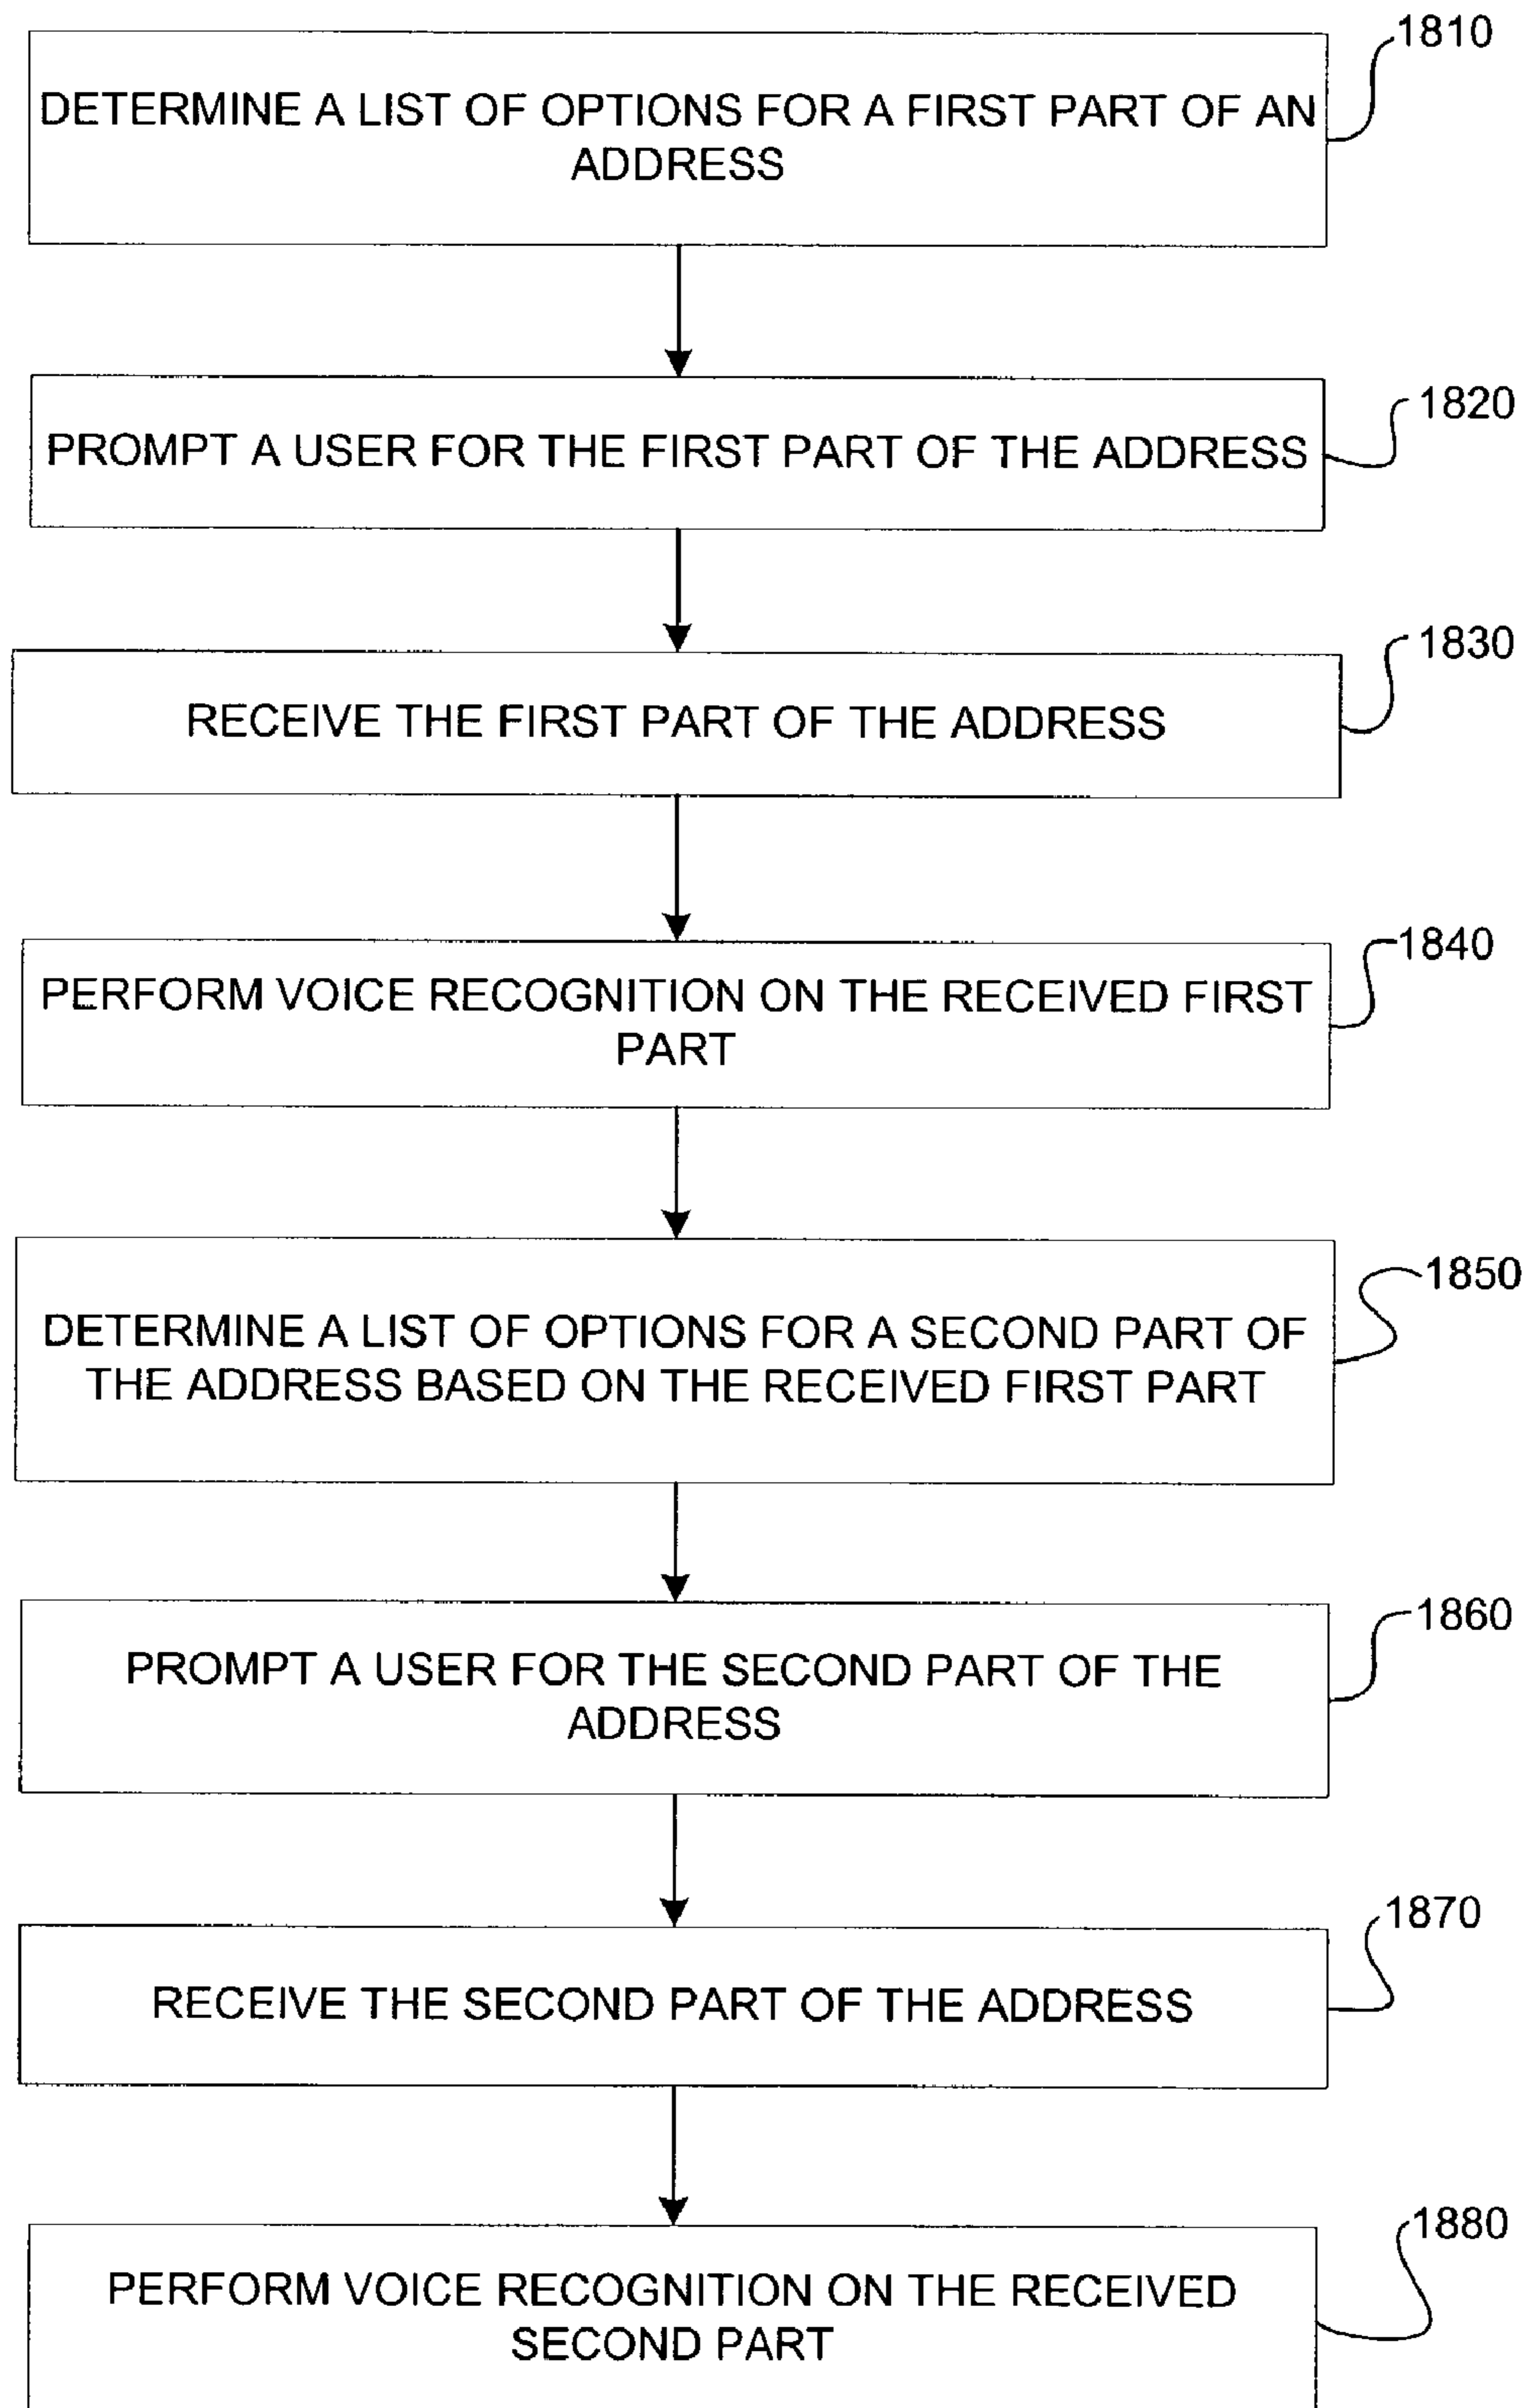 1810
DETERMINE A LIST OF OPTIONS FOR A FIRST PART OF AN
ADDRESS
1820
PROMPT A USER FOR THE FIRST PART OF THE ADDRESS
1830
RECEIVE THE FIRST PART OF THE ADDRESS
1840
PERFORM VOICE RECOGNITION ON THE RECEIVED FIRST
PART
1850
DETERMINE A LIST OF OPTIONS FOR A SECOND PART OF
THE ADDRESS BASED ON THE RECEIVED FIRST PART
1860
PROMPT A USER FOR THE SECOND PART OF THE
ADDRESS
1870
RECEIVE THE SECOND PART OF THE ADDRESS
1880
PERFORM VOICE RECOGNITION ON THE RECEIVED
SECOND PART